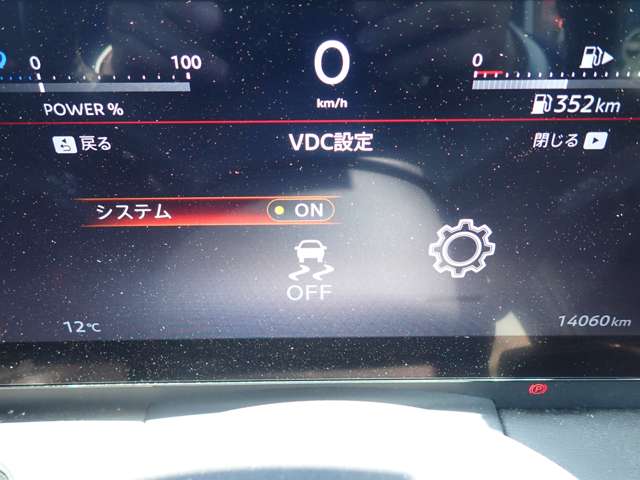 0 100 0 0
POWER % km/h 352km
戻る VDC設定 閉じる
システム ON
OFF
12℃ 14060km
P